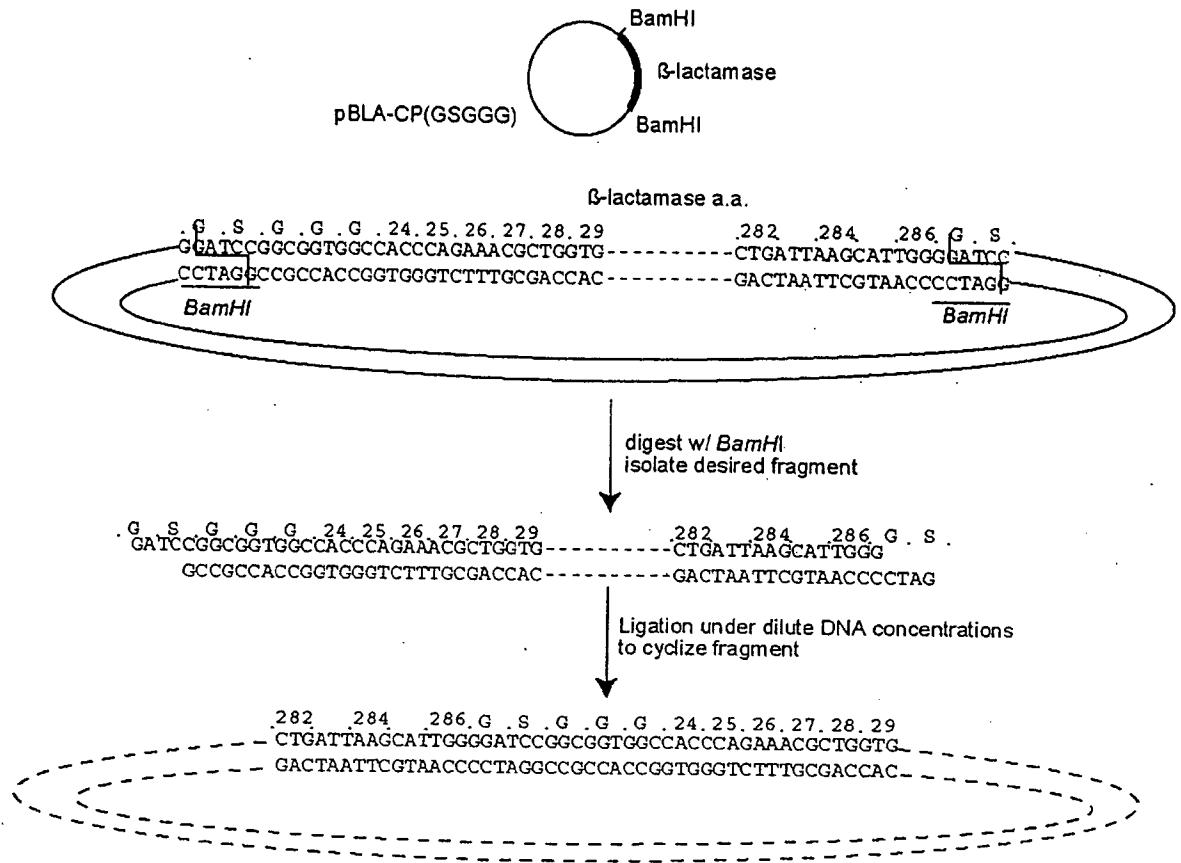 BamHI
ß-lactamase
pBLA-CP(GSGGG)
BamHI
ß-lactamase a.a.
.G .S .G .G .G .24.25.26.27.28.29 .282 .284 .286.G .S.
GGATCCGGCGGTGGCCACCCAGAAACGCTGGTG----------CTGATTAAGCATTGGGGATCC
CCTAGGCCGCCACCGGTGGGTCTTTGCGACCAC GACTAATTCGTAACCCCTAGG
BamHI BamHI
digest w/ BamHI
isolate desired fragment
.G .S .G .G .G .24.25.26.27.28.29 .282 .284 .286 G . S .
GATCCGGCGGTGGCCACCCAGAAACGCTGGTG----------CTGATTAAGCATTGGG
GCCGCCACCGGTGGGTCTTTGCGACCAC----------GACTAATTCGTAACCCCTAG
Ligation under dilute DNA concentrations
to cyclize fragment
.282 .284 .286.G .S .G .G .G .24.25.26.27.28.29
CTGATTAAGCATTGGGGATCCGGCGGTGGCCACCCAGAAACGCTGGTG
GACTAATTCGTAACCCCTAGGCCGCCACCGGTGGGTCTTTGCGACCAC